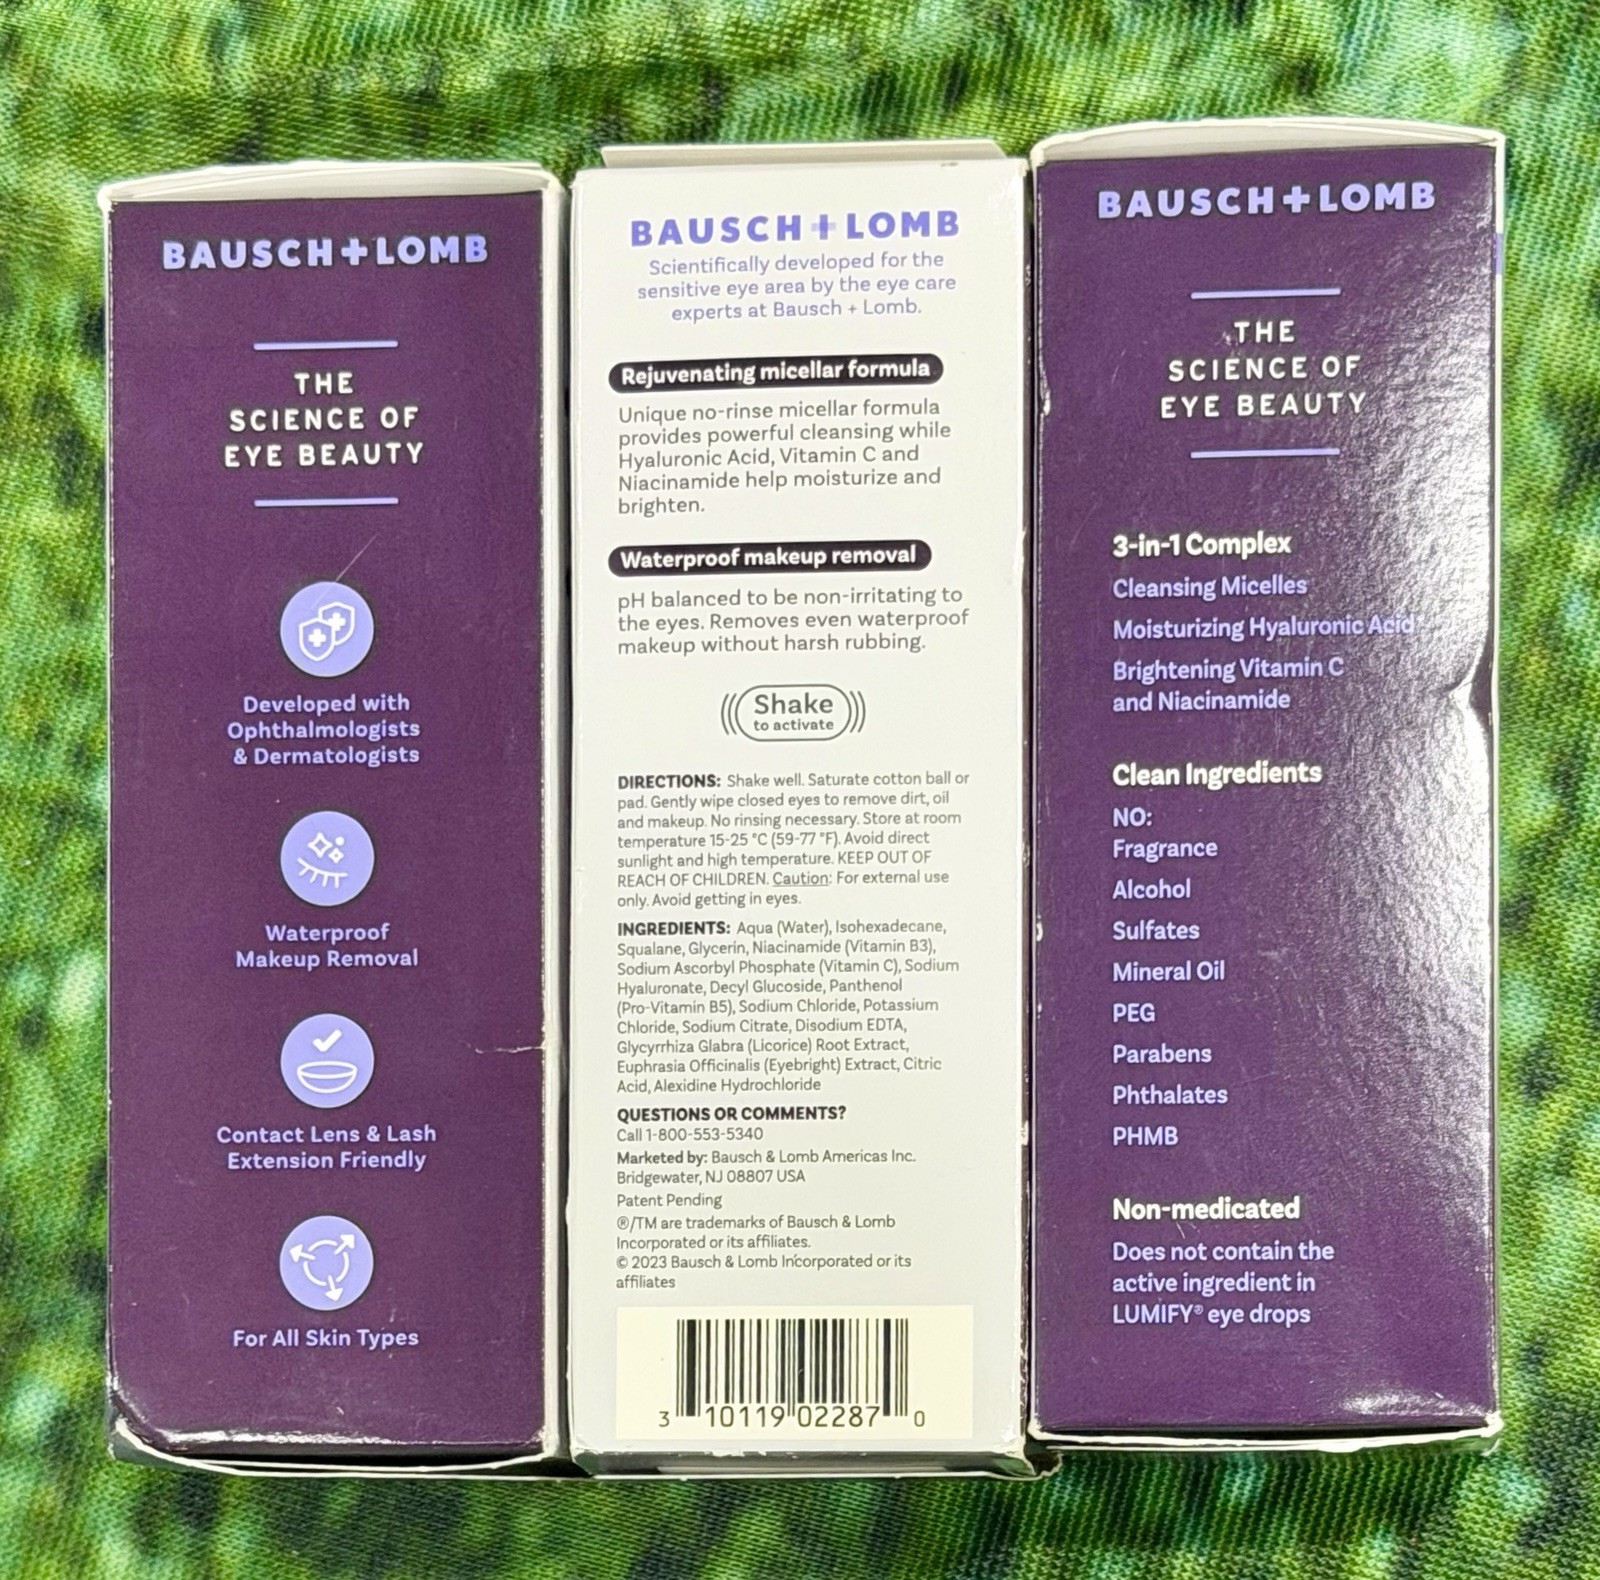 BAUSCH+LOMB
THE
SCIENCE OF
EYE BEAUTY
Developed with
Ophthalmologists
& Dermatologists
Waterproof
Makeup Removal
Contact Lens & Lash
Extension Friendly
For All Skin Types
BAUSCH+LOMB
Scientifically developed for the
sensitive eye area by the eye care
experts at Bausch + Lomb.
Rejuvenating micellar formula
Unique no-rinse micellar formula
provides powerful cleansing while
Hyaluronic Acid, Vitamin C and
Niacinamide help moisturize and
brighten.
Waterproof makeup removal
pH balanced to be non-irritating to
the eyes. Removes even waterproof
makeup without harsh rubbing.
Shake
to activate
DIRECTIONS: Shake well. Saturate cotton ball or
pad. Gently wipe closed eyes to remove dirt, oil
and makeup. No rinsing necessary. Store at room
temperature 15-25 °C (59-77 °F). Avoid direct
sunlight and high temperature. KEEP OUT OF
REACH OF CHILDREN. Caution: For external use
only. Avoid getting in eyes.
INGREDIENTS: Aqua (Water), Isohexadecane,
Squalane, Glycerin, Niacinamide (Vitamin B3),
Sodium Ascorbyl Phosphate (Vitamin C), Sodium
Hyaluronate, Decyl Glucoside, Panthenol
(Pro-Vitamin B5), Sodium Chloride, Potassium
Chloride, Sodium Citrate, Disodium EDTA,
Glycyrrhiza Glabra (Licorice) Root Extract,
Euphrasia Officinalis (Eyebright) Extract, Citric
Acid, Alexidine Hydrochloride
QUESTIONS OR COMMENTS?
Call 1-800-553-5340
Marketed by: Bausch & Lomb Americas Inc.
Bridgewater, NJ 08807 USA
Patent Pending
®/TM are trademarks of Bausch & Lomb
Incorporated or its affiliates.
© 2023 Bausch & Lomb Incorporated or its
affiliates
3 10119 02287 0
BAUSCH+LOMB
THE
SCIENCE OF
EYE BEAUTY
3-in-1 Complex
Cleansing Micelles
Moisturizing Hyaluronic Acid
Brightening Vitamin C
and Niacinamide
Clean Ingredients
NO:
Fragrance
Alcohol
Sulfates
Mineral Oil
PEG
Parabens
Phthalates
PHMB
Non-medicated
Does not contain the
active ingredient in
LUMIFY® eye drops